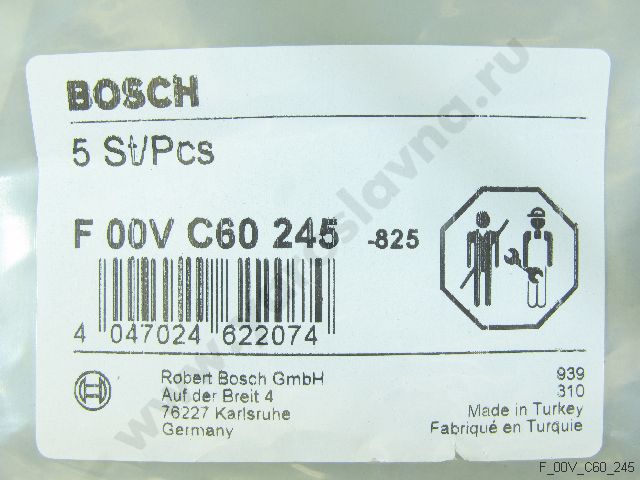 BOSCH
5 St/Pcs
F 00V C60 245 -825
4 047024 622074
Robert Bosch GmbH
Auf der Breit 4
76227 Karlsruhe
Germany
939
310
Made in Turkey
Fabriqué en Turquie
F_00V_C60_245